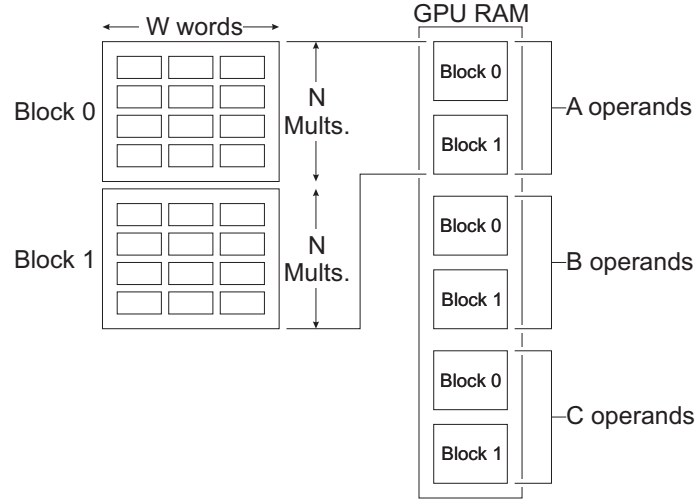 W words
GPU RAM
Block 0
N
Mults.
Block 1
N
Mults.
Block 0
Block 1
A operands
Block 0
Block 1
B operands
Block 0
Block 1
C operands